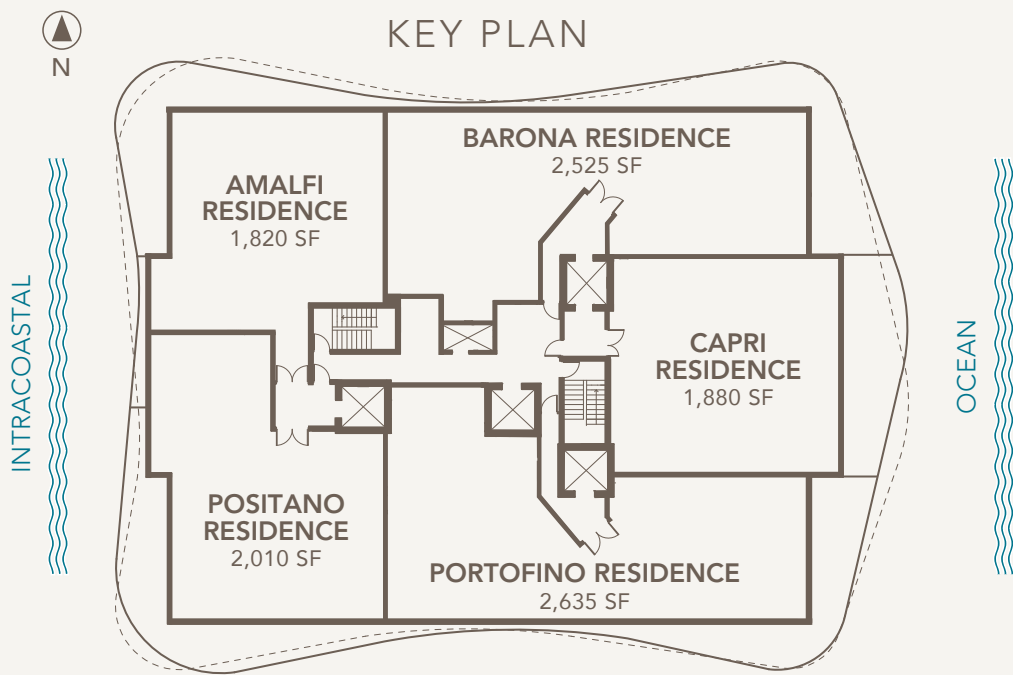 KEY PLAN
N
BARONA RESIDENCE
2,525 SF
AMALFI
RESIDENCE
1,820 SF
INTRACOASTAL
CAPRI
RESIDENCE
1,880 SF
OCEAN
POSITANO
RESIDENCE
2,010 SF
PORTOFINO RESIDENCE
2,635 SF